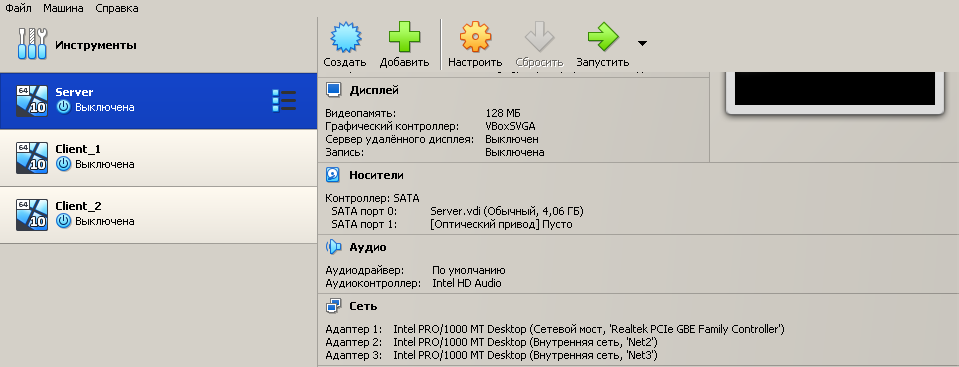 Файл Машина Справка
Инструменты
Создать Добавить Настроить Сбросить Запустить
64
10
Server
Выключена
64
10
Client_1
Выключена
64
10
Client_2
Выключена
Дисплей
Видеопамять: 128 МБ
Графический контроллер: VBoxSVGA
Сервер удалённого дисплея: Выключен
Запись: Выключена
Носители
Контроллер: SATA
SATA порт 0: Server.vdi (Обычный, 4,06 ГБ)
SATA порт 1: [Оптический привод] Пусто
Аудио
Аудиодрайвер: По умолчанию
Аудиоконтроллер: Intel HD Audio
Сеть
Адаптер 1: Intel PRO/1000 MT Desktop (Сетевой мост, 'Realtek PCIe GBE Family Controller')
Адаптер 2: Intel PRO/1000 MT Desktop (Внутренняя сеть, 'Net2')
Адаптер 3: Intel PRO/1000 MT Desktop (Внутренняя сеть, 'Net3')